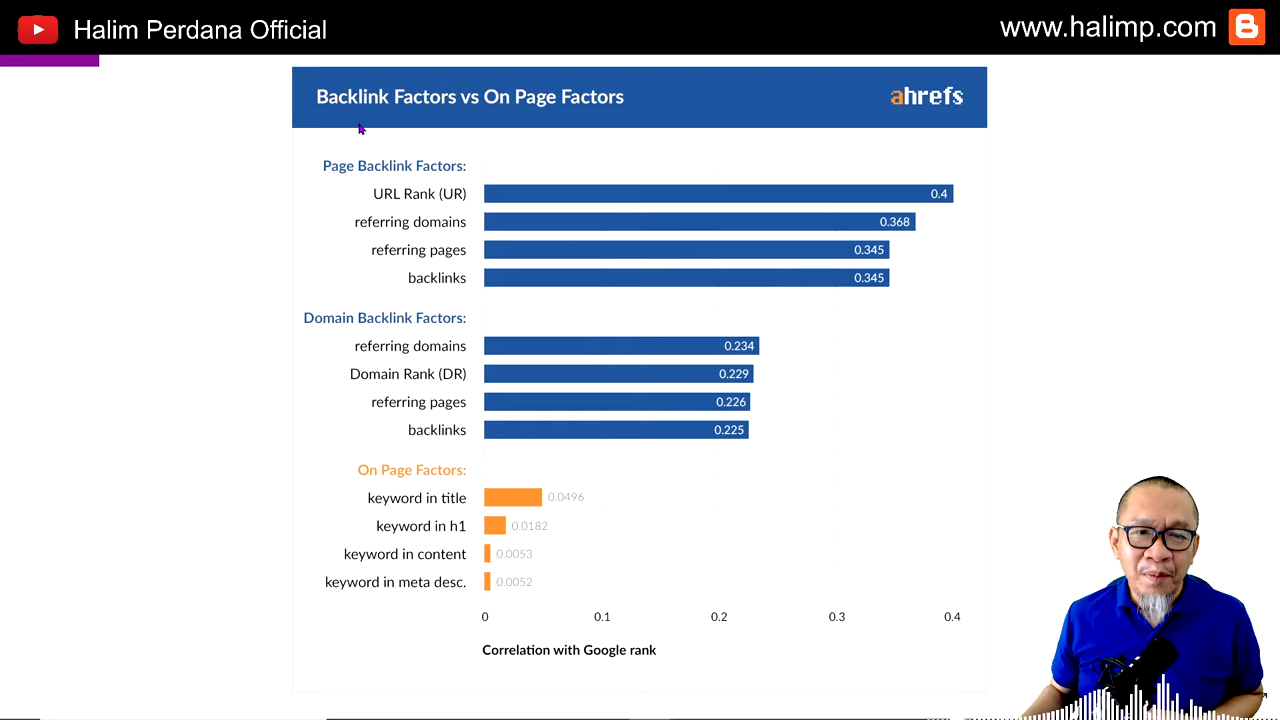 Halim Perdana Official
www.halimp.com
Backlink Factors vs On Page Factors
ahrefs
Page Backlink Factors:
URL Rank (UR) 0.4
referring domains 0.368
referring pages 0.345
backlinks 0.345
Domain Backlink Factors:
referring domains 0.234
Domain Rank (DR) 0.229
referring pages 0.226
backlinks 0.225
On Page Factors:
keyword in title 0.0496
keyword in h1 0.0182
keyword in content 0.0053
keyword in meta desc. 0.0052
0 0.1 0.2 0.3 0.4
Correlation with Google rank